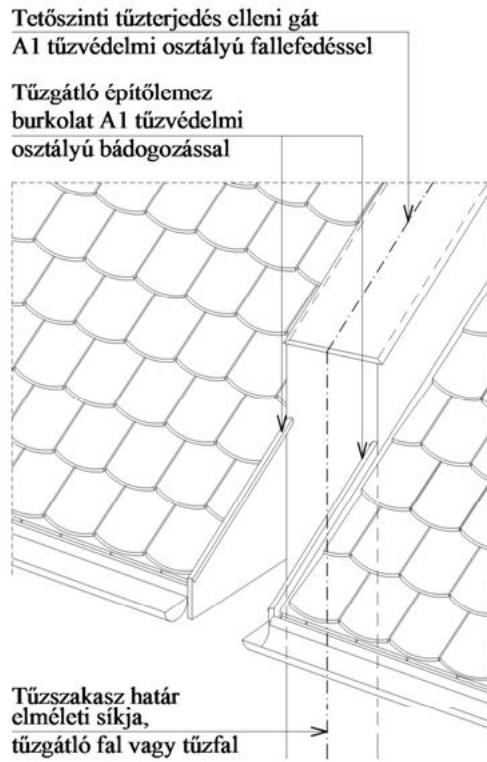 Tetőszinti tűzterjedés elleni gát
A1 tűzvédelmi osztályú fallefedéssel
Tűzgátló építőlemez
burkolat A1 tűzvédelmi
osztályú bádogozással
Tűzszakasz határ
elméleti síkja,
tűzgátló fal vagy tűzfal